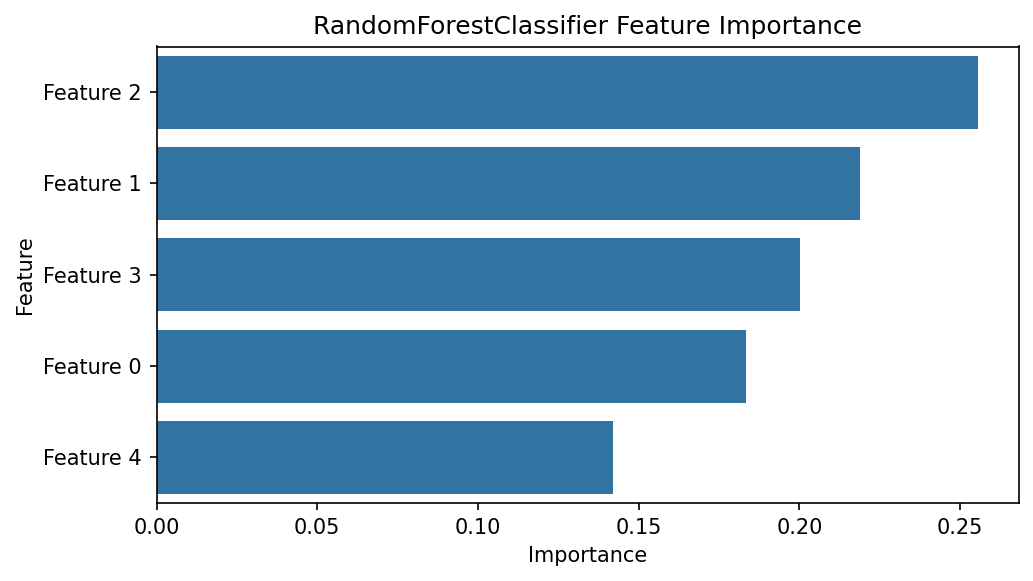 RandomForestClassifier Feature Importance
Feature 2
Feature 1
Feature 3
Feature 0
Feature 4
Feature
0.00 0.05 0.10 0.15 0.20 0.25
Importance